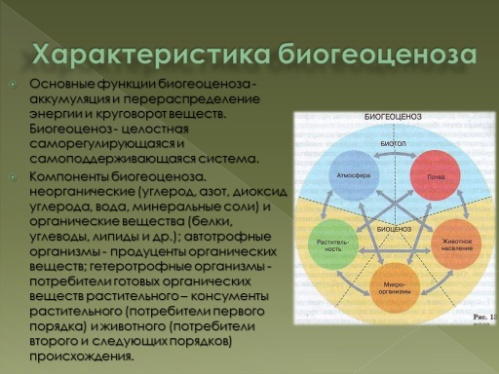 Характеристика биогеоценоза
Основные функции биогеоценоза -
аккумуляция и перераспределение
энергии и круговорот веществ.
Биогеоценоз - целостная
саморегулирующаяся и
самоподдерживающаяся система.
Компоненты биогеоценоза.
неорганические (углерод, азот, диоксид
углерода, вода, минеральные соли) и
органические вещества (белки,
углеводы, липиды и др.); автотрофные
организмы - продуценты органических
веществ; гетеротрофные организмы -
потребители готовых органических
веществ растительного – консументы
растительного (потребители первого
порядка) и животного (потребители
второго и следующих порядков)
происхождения.
БИОГЕОЦЕНОЗ
БИОТОП
Атмосфера
Почва
БИОЦЕНОЗ
Раститель-
ность
Животное
население
Микро-
организмы
Рис. 1